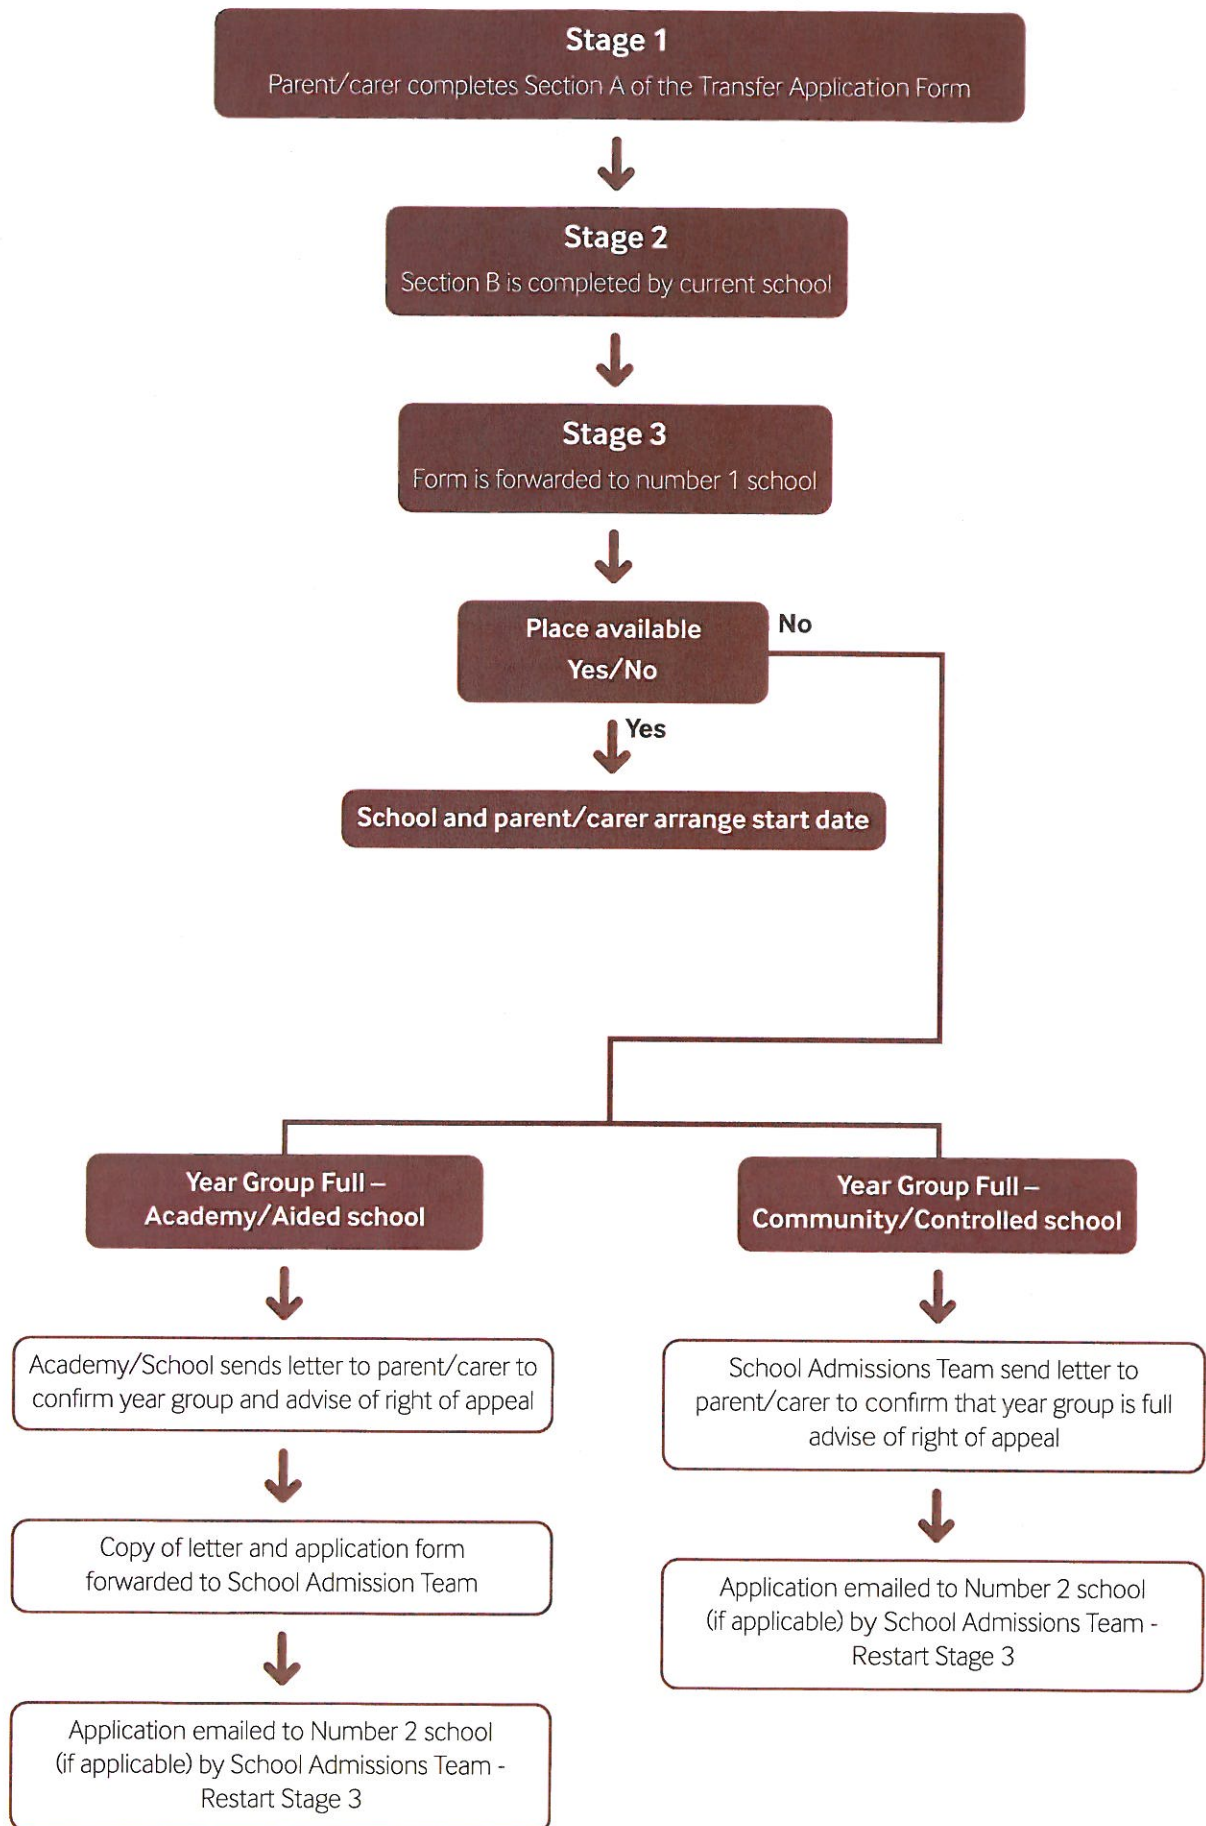 Stage 1
Parent/carer completes Section A of the Transfer Application Form
Stage 2
Section B is completed by current school
Stage 3
Form is forwarded to number 1 school
Place available
Yes/No
No
Yes
School and parent/carer arrange start date
Year Group Full –
Academy/Aided school
Academy/School sends letter to parent/carer to
confirm year group and advise of right of appeal
Copy of letter and application form
forwarded to School Admission Team
Application emailed to Number 2 school
(if applicable) by School Admissions Team -
Restart Stage 3
Year Group Full –
Community/Controlled school
School Admissions Team send letter to
parent/carer to confirm that year group is full
advise of right of appeal
Application emailed to Number 2 school
(if applicable) by School Admissions Team -
Restart Stage 3